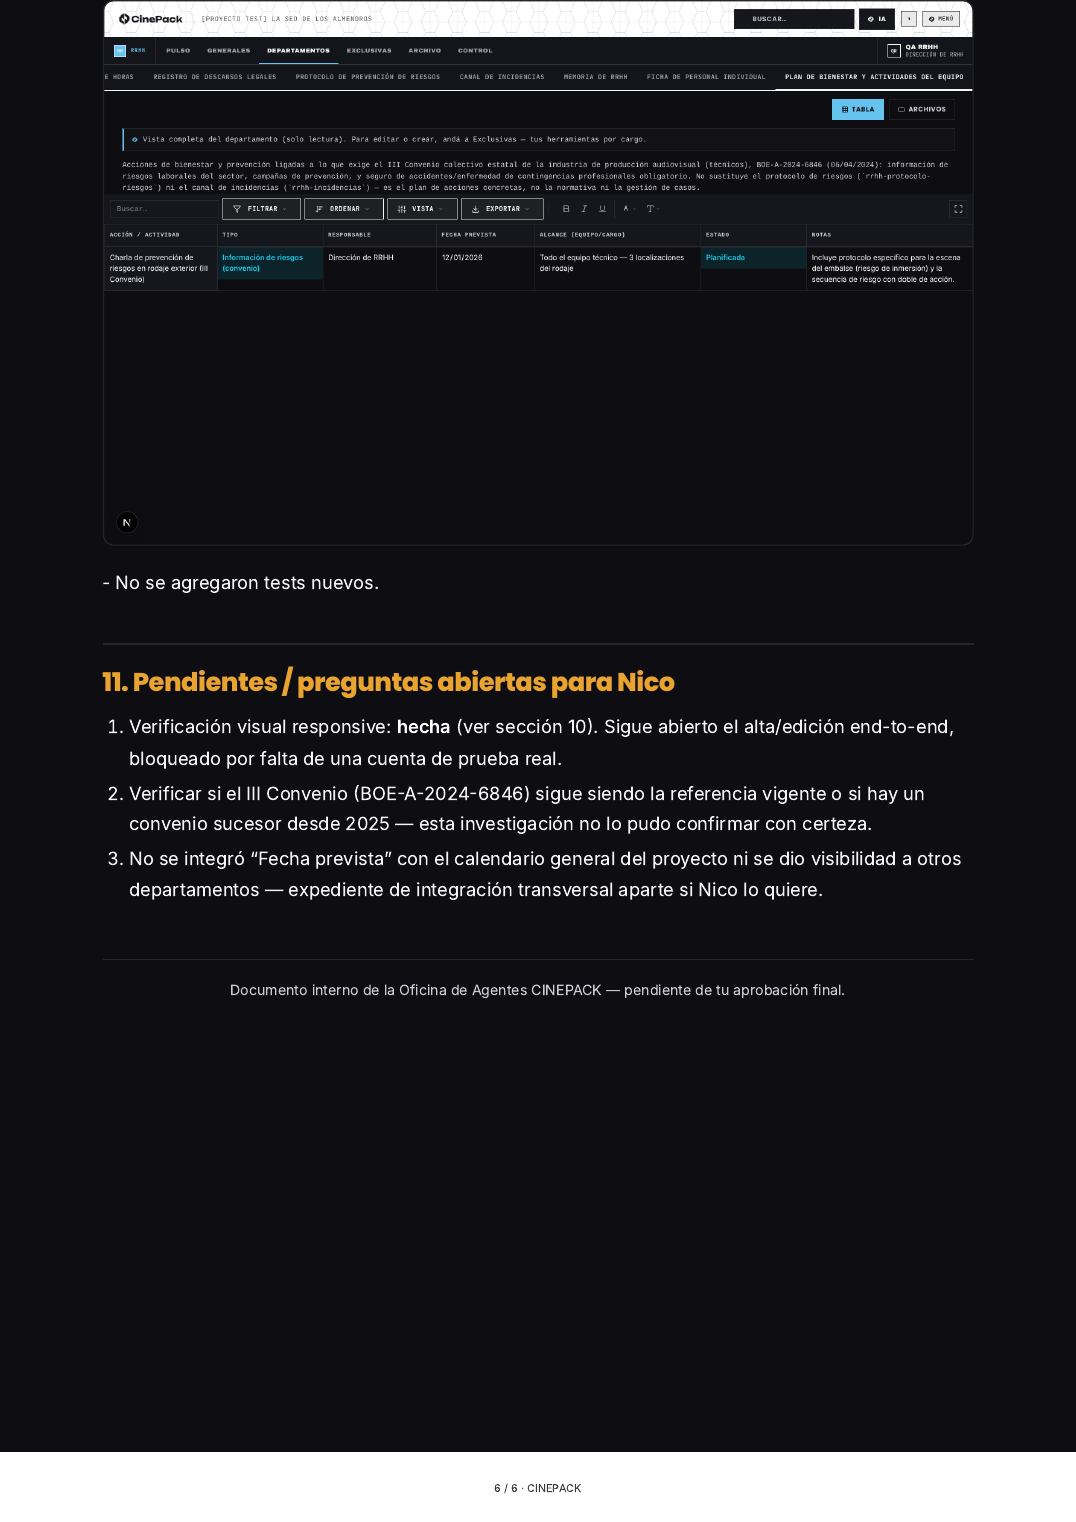 CinePack
[PROYECTO TEST] LA SED DE LOS ALMENDROS
BUSCAR…
IA
MENÚ
RRHH
PULSO
GENERALES
DEPARTAMENTOS
EXCLUSIVAS
ARCHIVO
CONTROL
QR
QA RRHH
DIRECCIÓN DE RRHH
E HORAS
REGISTRO DE DESCANSOS LEGALES
PROTOCOLO DE PREVENCIÓN DE RIESGOS
CANAL DE INCIDENCIAS
MEMORIA DE RRHH
FICHA DE PERSONAL INDIVIDUAL
PLAN DE BIENESTAR Y ACTIVIDADES DEL EQUIPO
TABLA
ARCHIVOS
Vista completa del departamento (solo lectura). Para editar o crear, andá a Exclusivas — tus herramientas por cargo.
Acciones de bienestar y prevención ligadas a lo que exige el III Convenio colectivo estatal de la industria de producción audiovisual (técnicos), BOE-A-2024-6846 (06/04/2024): información de
riesgos laborales del sector, campañas de prevención, y seguro de accidentes/enfermedad de contingencias profesionales obligatorio. No sustituye el protocolo de riesgos (`rrhh-protocolo-
riesgos`) ni el canal de incidencias (`rrhh-incidencias`) — es el plan de acciones concretas, no la normativa ni la gestión de casos.
Buscar…
FILTRAR
ORDENAR
VISTA
EXPORTAR
B
I
U
A
T
ACCIÓN / ACTIVIDAD
TIPO
RESPONSABLE
FECHA PREVISTA
ALCANCE (EQUIPO/CARGO)
ESTADO
NOTAS
Charla de prevención de
riesgos en rodaje exterior (III
Convenio)
Información de riesgos
(convenio)
Dirección de RRHH
12/01/2026
Todo el equipo técnico — 3 localizaciones
del rodaje
Planificada
Incluye protocolo específico para la escena
del embalse (riesgo de inmersión) y la
secuencia de riesgo con doble de acción.
N
- No se agregaron tests nuevos.
11. Pendientes / preguntas abiertas para Nico
1. Verificación visual responsive: hecha (ver sección 10). Sigue abierto el alta/edición end-to-end,
bloqueado por falta de una cuenta de prueba real.
2. Verificar si el III Convenio (BOE-A-2024-6846) sigue siendo la referencia vigente o si hay un
convenio sucesor desde 2025 — esta investigación no lo pudo confirmar con certeza.
3. No se integró “Fecha prevista” con el calendario general del proyecto ni se dio visibilidad a otros
departamentos — expediente de integración transversal aparte si Nico lo quiere.
Documento interno de la Oficina de Agentes CINEPACK — pendiente de tu aprobación final.
6 / 6 · CINEPACK